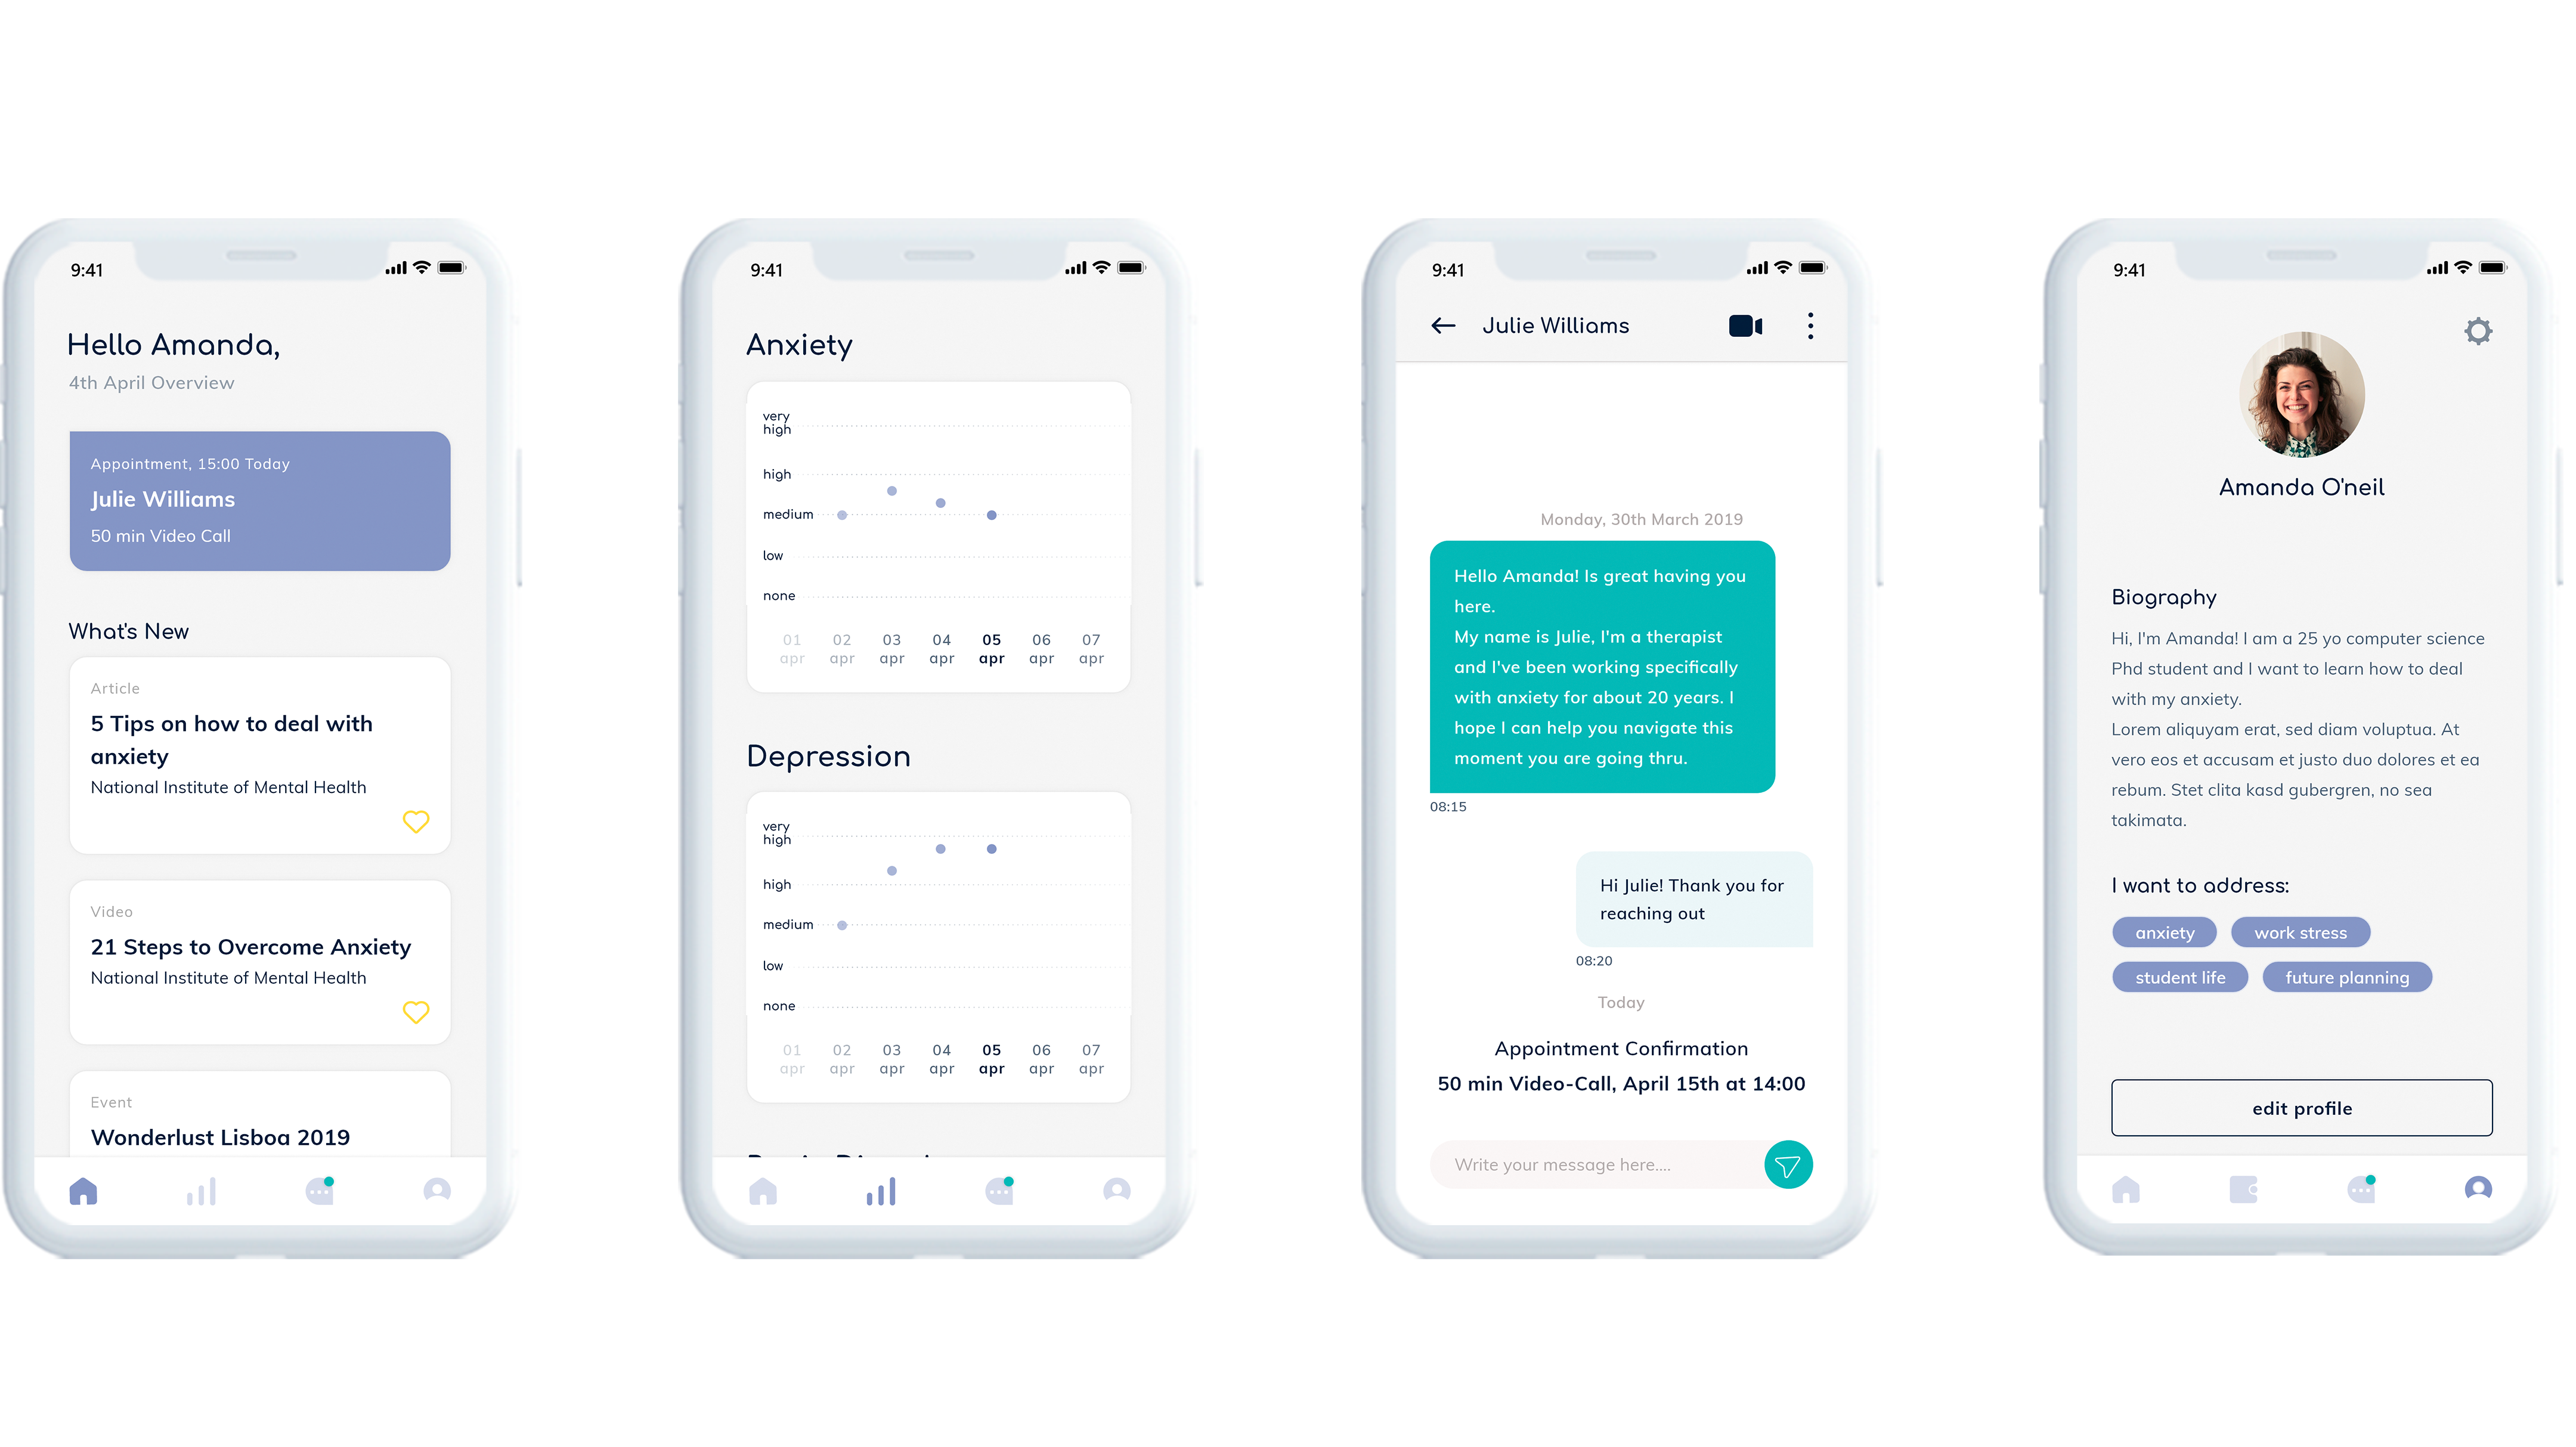 9:41
Hello Amanda,
4th April Overview
Appointment, 15:00 Today
Julie Williams
50 min Video Call
What's New
Article
5 Tips on how to deal with
anxiety
National Institute of Mental Health
Video
21 Steps to Overcome Anxiety
National Institute of Mental Health
Event
Wonderlust Lisboa 2019
9:41
Anxiety
very
high
high
medium
low
none
01 02 03 04 05 06 07
apr apr apr apr apr apr apr
Depression
very
high
high
medium
low
none
01 02 03 04 05 06 07
apr apr apr apr apr apr apr
9:41
Julie Williams
Monday, 30th March 2019
Hello Amanda! Is great having you
here.
My name is Julie, I'm a therapist
and I've been working specifically
with anxiety for about 20 years. I
hope I can help you navigate this
moment you are going thru.
08:15
Hi Julie! Thank you for
reaching out
08:20
Today
Appointment Confirmation
50 min Video-Call, April 15th at 14:00
Write your message here....
9:41
Amanda O'neil
Biography
Hi, I'm Amanda! I am a 25 yo computer science
Phd student and I want to learn how to deal
with my anxiety.
Lorem aliquyam erat, sed diam voluptua. At
vero eos et accusam et justo duo dolores et ea
rebum. Stet clita kasd gubergren, no sea
takimata.
I want to address:
anxiety work stress
student life future planning
edit profile